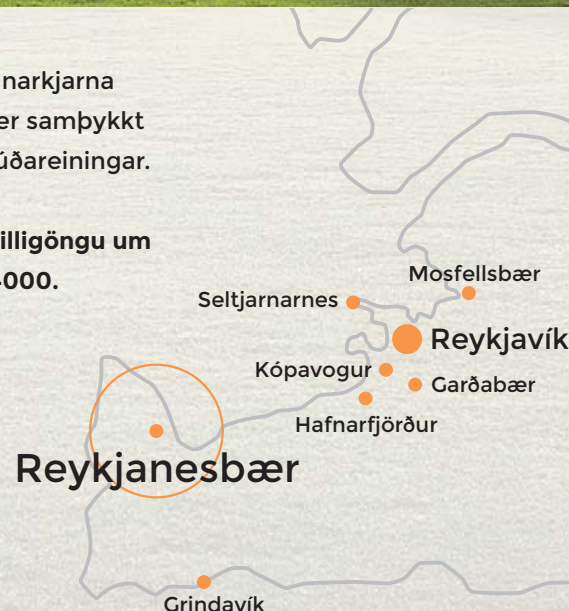 narkjarna
er samþykkt
úðareiningar.
illigöngu um
-000.
Mosfellsbær
Seltjarnarnes
Reykjavík
Kópavogur
Garðabær
Hafnarfjörður
Reykjanesbær
Grindavík